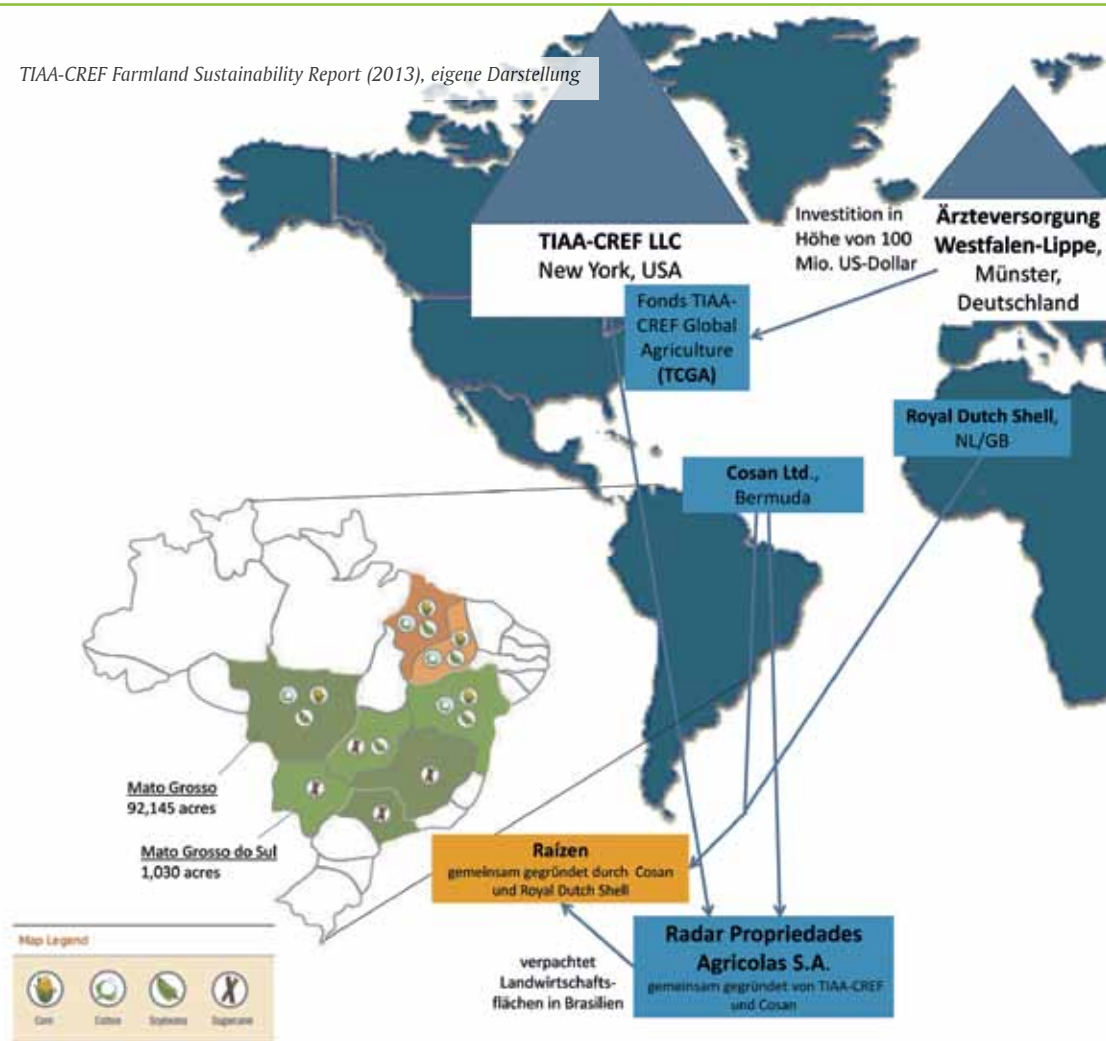 TIAA-CREF Farmland Sustainability Report (2013), eigene Darstellung
TIAA-CREF LLC
New York, USA
Fonds TIAA-
CREF Global
Agriculture
(TCGA)
Investition in
Höhe von 100
Mio. US-Dollar
Ärzteversorgung
Westfalen-Lippe,
Münster,
Deutschland
Royal Dutch Shell,
NL/GB
Cosan Ltd.,
Bermuda
Mato Grosso
92,145 acres
Mato Grosso do Sul
1,030 acres
Raízen
gemeinsam gegründet durch Cosan
und Royal Dutch Shell
Radar Propriedades
Agricolas S.A.
gemeinsam gegründet von TIAA-CREF
und Cosan
verpachtet
Landwirtschafts-
flächen in Brasilien
Map Legend
Corn
Cotton
Soybeans
Sugarcane